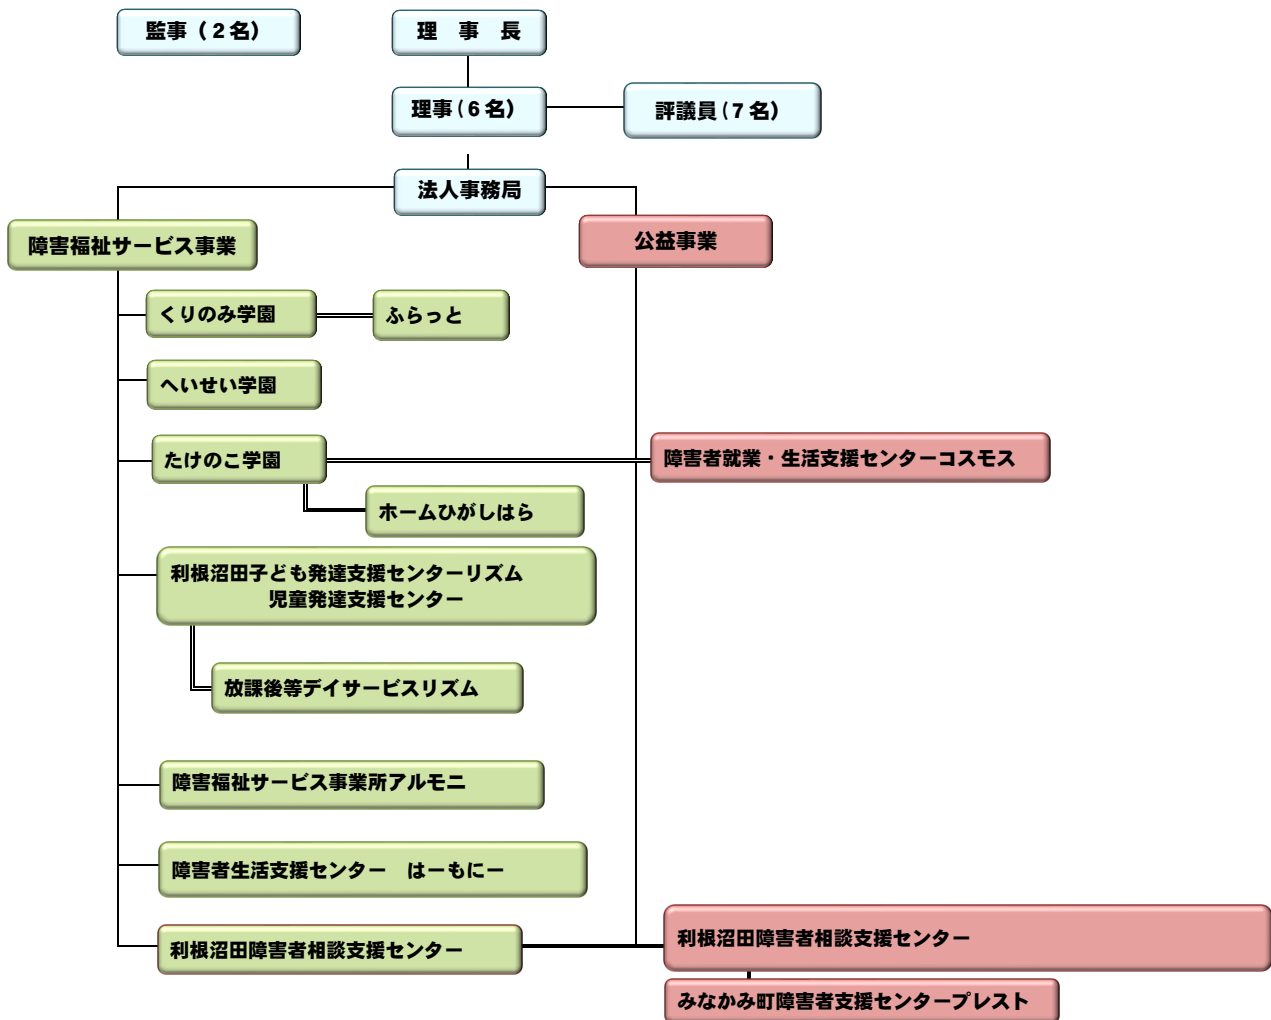 監事（２名）
理　事　長
理事（６名）
評議員（７名）
法人事務局
障害福祉サービス事業
公益事業
くりのみ学園
ふらっと
へいせい学園
たけのこ学園
障害者就業・生活支援センターコスモス
ホームひがしはら
利根沼田子ども発達支援センターリズム
児童発達支援センター
放課後等デイサービスリズム
障害福祉サービス事業所アルモニ
障害者生活支援センター　はーもにー
利根沼田障害者相談支援センター
利根沼田障害者相談支援センター
みなかみ町障害者支援センタープレスト